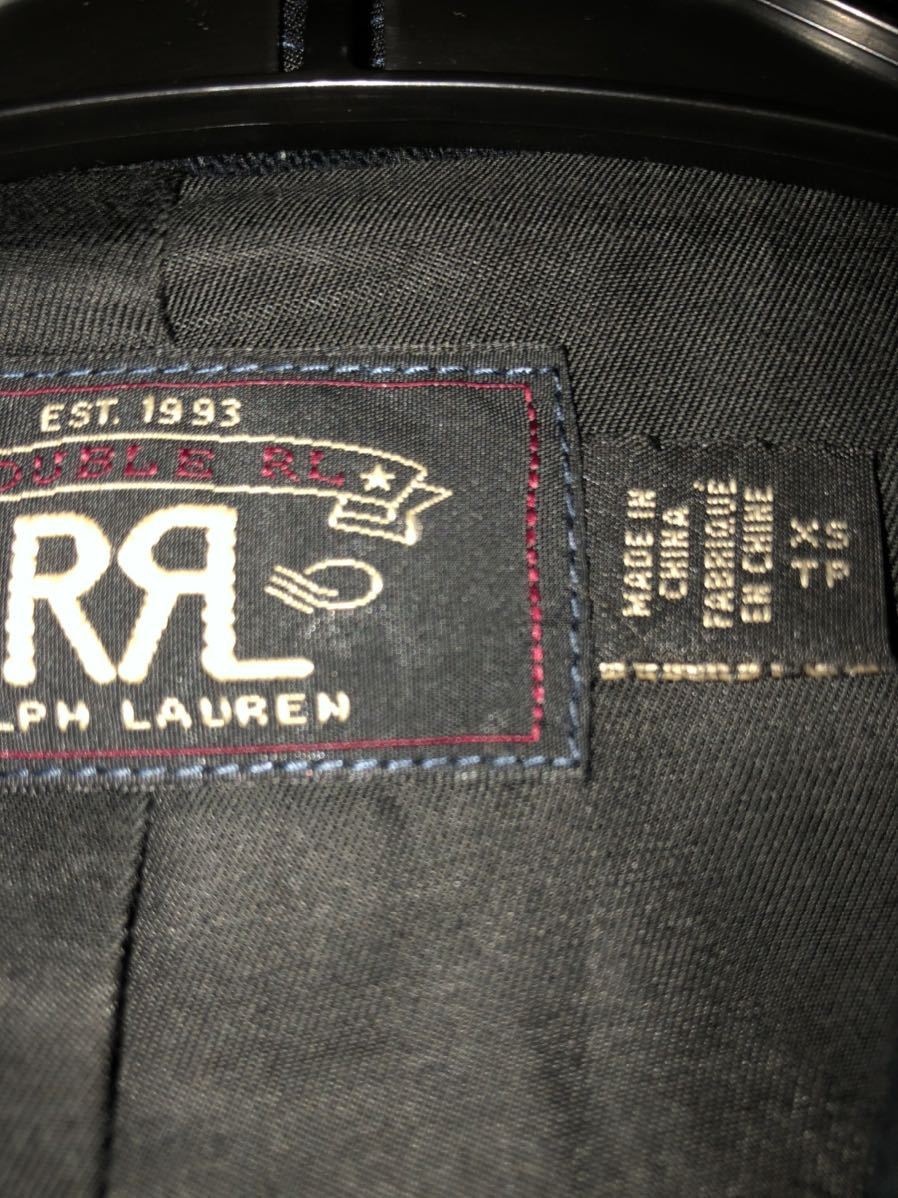 EST. 1993
OUBLE RL
RRL
LPH LAUREN
MADE IN
CHINA
FABRIQUÉ
EN CHINE
XS
TP